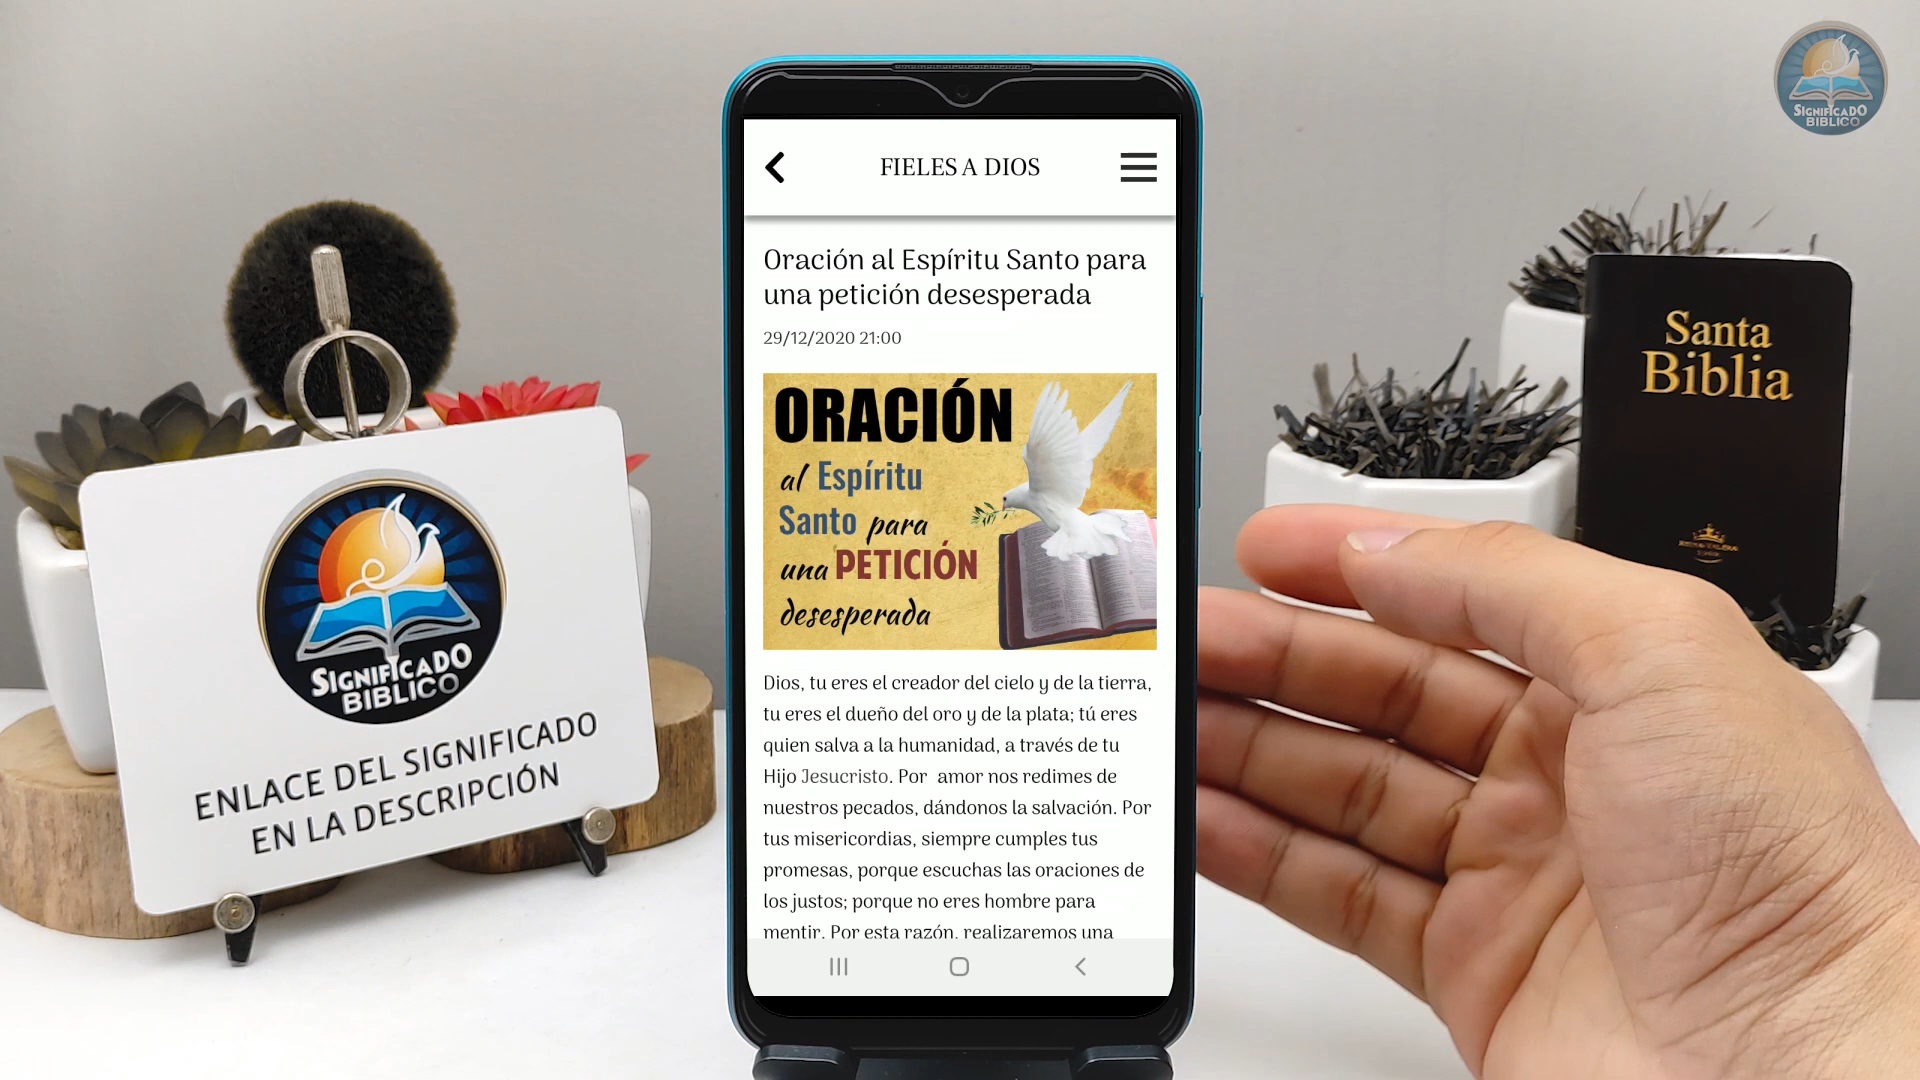 SIGNIFICADO
BIBLICO
FIELES A DIOS
Oración al Espíritu Santo para
una petición desesperada
29/12/2020 21:00
ORACIÓN
al Espíritu
Santo para
una PETICIÓN
desesperada
Dios, tu eres el creador del cielo y de la tierra,
tu eres el dueño del oro y de la plata; tú eres
quien salva a la humanidad, a través de tu
Hijo Jesucristo. Por amor nos redimes de
nuestros pecados, dándonos la salvación. Por
tus misericordias, siempre cumples tus
promesas, porque escuchas las oraciones de
los justos; porque no eres hombre para
mentir. Por esta razón, realizaremos una
SIGNIFICADO
BIBLICO
ENLACE DEL SIGNIFICADO
EN LA DESCRIPCIÓN
Santa
Biblia
REINA-VALERA